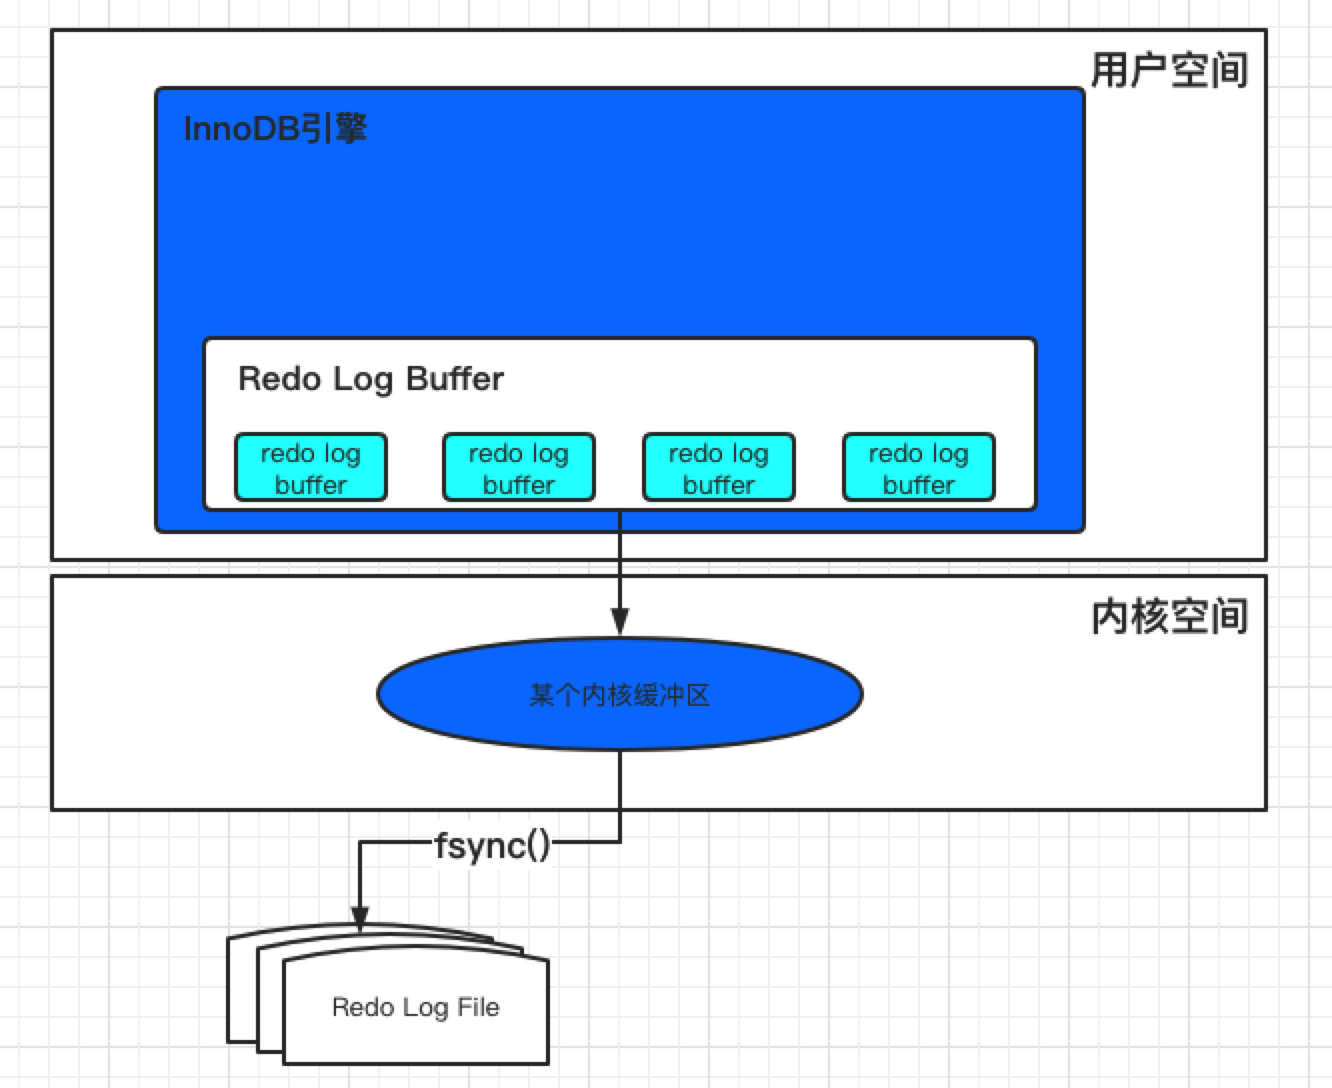 用户空间
InnoDB引擎
Redo Log Buffer
redo log
buffer
redo log
buffer
redo log
buffer
redo log
buffer
内核空间
某个内核缓冲区
fsync()
Redo Log File